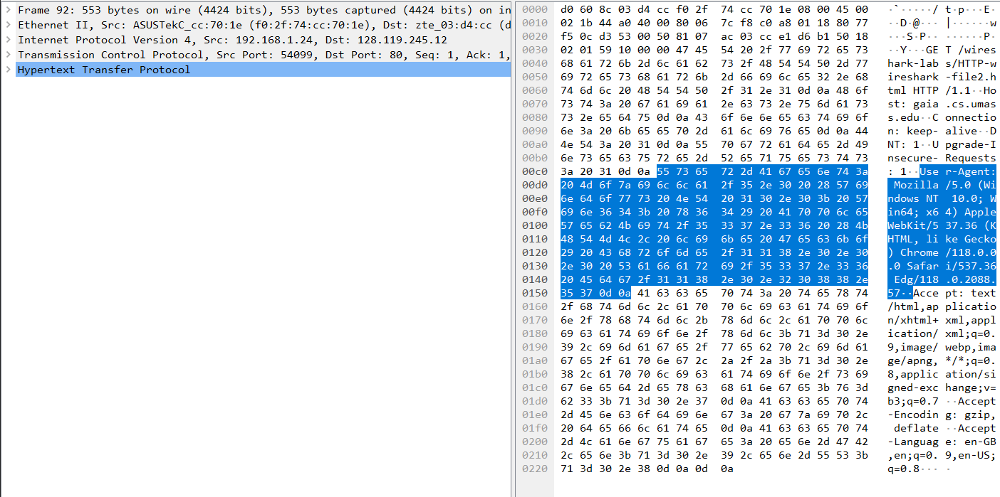 Frame 92: 553 bytes on wire (4424 bits), 553 bytes captured (4424 bits) on in
Ethernet II, Src: ASUSTekC_cc:70:1e (f0:2f:74:cc:70:1e), Dst: zte_03:d4:cc (d
Internet Protocol Version 4, Src: 192.168.1.24, Dst: 128.119.245.12
Transmission Control Protocol, Src Port: 54099, Dst Port: 80, Seq: 1, Ack: 1,
Hypertext Transfer Protocol
0000 d0 60 8c 03 d4 cc f0 2f 74 cc 70 1e 08 00 45 00 ·`·····/ t·p···E·
0010 02 1b 44 a0 40 00 80 06 7c f8 c0 a8 01 18 80 77 ··D·@··· |······w
0020 f5 0c d3 53 00 50 81 07 ac 03 cc e1 d6 b1 50 18 ···S·P·· ······P·
0030 02 01 59 10 00 00 47 45 54 20 2f 77 69 72 65 73 ··Y···GE T /wires
0040 68 61 72 6b 2d 6c 61 62 73 2f 48 54 54 50 2d 77 hark-lab s/HTTP-w
0050 69 72 65 73 68 61 72 6b 2d 66 69 6c 65 32 2e 68 ireshark -file2.h
0060 74 6d 6c 20 48 54 54 50 2f 31 2e 31 0d 0a 48 6f tml HTTP /1.1··Ho
0070 73 74 3a 20 67 61 69 61 2e 63 73 2e 75 6d 61 73 st: gaia .cs.umas
0080 73 2e 65 64 75 0d 0a 43 6f 6e 6e 65 63 74 69 6f s.edu··C onnectio
0090 6e 3a 20 6b 65 65 70 2d 61 6c 69 76 65 0d 0a 44 n: keep- alive··D
00a0 4e 54 3a 20 31 0d 0a 55 70 67 72 61 64 65 2d 49 NT: 1··U pgrade-I
00b0 6e 73 65 63 75 72 65 2d 52 65 71 75 65 73 74 73 nsecure- Requests
00c0 3a 20 31 0d 0a 55 73 65 72 2d 41 67 65 6e 74 3a : 1··Use r-Agent:
00d0 20 4d 6f 7a 69 6c 6c 61 2f 35 2e 30 20 28 57 69 Mozilla /5.0 (Wi
00e0 6e 64 6f 77 73 20 4e 54 20 31 30 2e 30 3b 20 57 ndows NT 10.0; W
00f0 69 6e 36 34 3b 20 78 36 34 29 20 41 70 70 6c 65 in64; x6 4) Apple
0100 57 65 62 4b 69 74 2f 35 33 37 2e 33 36 20 28 4b WebKit/5 37.36 (K
0110 48 54 4d 4c 2c 20 6c 69 6b 65 20 47 65 63 6b 6f HTML, li ke Gecko
0120 29 20 43 68 72 6f 6d 65 2f 31 31 38 2e 30 2e 30 ) Chrome /118.0.0
0130 2e 30 20 53 61 66 61 72 69 2f 35 33 37 2e 33 36 .0 Safar i/537.36
0140 20 45 64 67 2f 31 31 38 2e 30 2e 32 30 38 38 2e Edg/118 .0.2088.
0150 35 37 0d 0a 41 63 63 65 70 74 3a 20 74 65 78 74 57··Acce pt: text
0160 2f 68 74 6d 6c 2c 61 70 70 6c 69 63 61 74 69 6f /html,ap plicatio
0170 6e 2f 78 68 74 6d 6c 2b 78 6d 6c 2c 61 70 70 6c n/xhtml+ xml,appl
0180 69 63 61 74 69 6f 6e 2f 78 6d 6c 3b 71 3d 30 2e ication/ xml;q=0.
0190 39 2c 69 6d 61 67 65 2f 77 65 62 70 2c 69 6d 61 9,image/ webp,ima
01a0 67 65 2f 61 70 6e 67 2c 2a 2f 2a 3b 71 3d 30 2e ge/apng, */*;q=0.
01b0 38 2c 61 70 70 6c 69 63 61 74 69 6f 6e 2f 73 69 8,applic ation/si
01c0 67 6e 65 64 2d 65 78 63 68 61 6e 67 65 3b 76 3d gned-exc hange;v=
01d0 62 33 3b 71 3d 30 2e 37 0d 0a 41 63 63 65 70 74 b3;q=0.7 ··Accept
01e0 2d 45 6e 63 6f 64 69 6e 67 3a 20 67 7a 69 70 2c -Encodin g: gzip,
01f0 20 64 65 66 6c 61 74 65 0d 0a 41 63 63 65 70 74 deflate ··Accept
0200 2d 4c 61 6e 67 75 61 67 65 3a 20 65 6e 2d 47 42 -Languag e: en-GB
0210 2c 65 6e 3b 71 3d 30 2e 39 2c 65 6e 2d 55 53 3b ,en;q=0. 9,en-US;
0220 71 3d 30 2e 38 0d 0a 0d 0a q=0.8··· ·